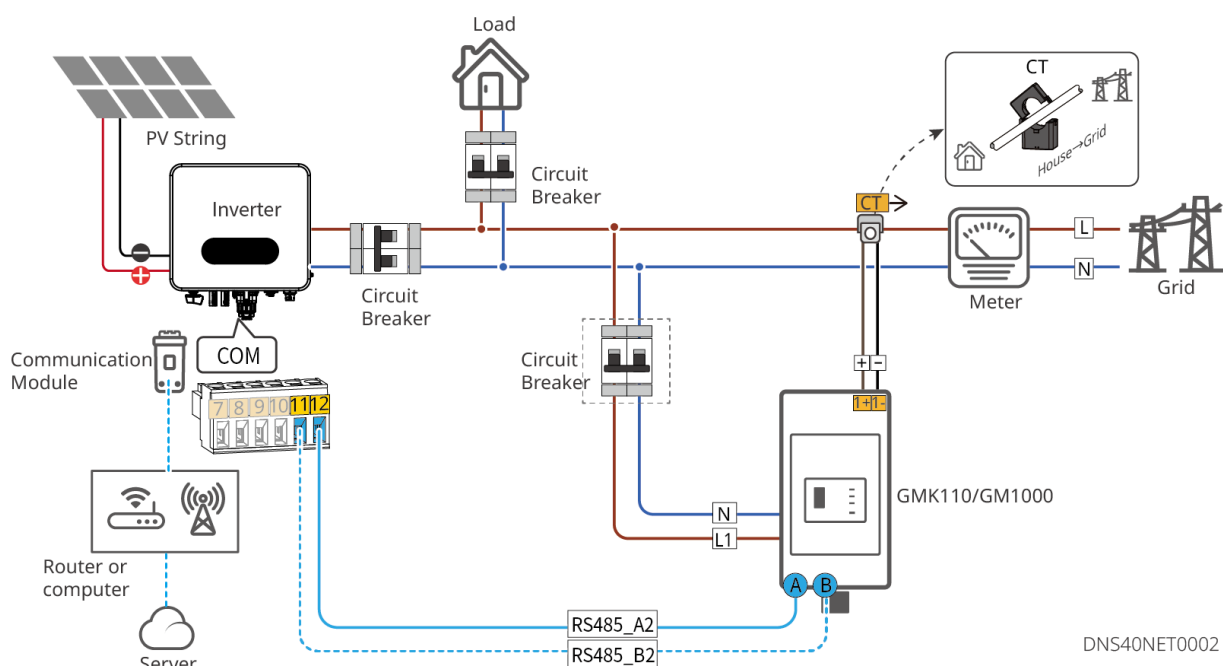 Load
CT
House→Grid
PV String
Circuit
Breaker
Inverter
CT
L
N
Meter
Grid
Circuit
Breaker
Communication
Module
COM
Circuit
Breaker
+ −
7 8 9 10 11 12
1+ 1-
GMK110/GM1000
N
L1
Router or
computer
A B
RS485_A2
RS485_B2
DNS40NET0002
Server